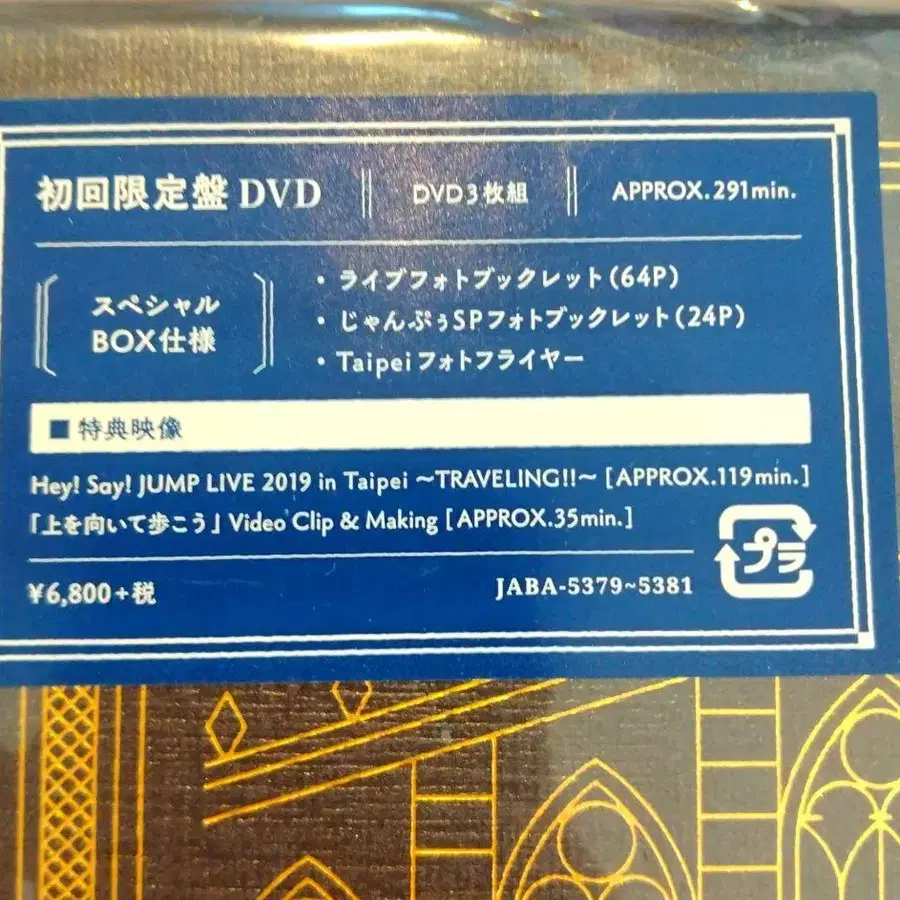 初回限定盤 DVD DVD3枚組 APPROX.291min.
スペシャル
BOX仕様
・ライブフォトブックレット(64P)
・じゃんぷぅSPフォトブックレット(24P)
・Taipeiフォトフライヤー
■特典映像
Hey! Say! JUMP LIVE 2019 in Taipei 〜TRAVELING!!〜 [APPROX.119min.]
「上を向いて歩こう」Video Clip & Making [APPROX.35min.]
¥6,800+税 JABA-5379~5381
プラ